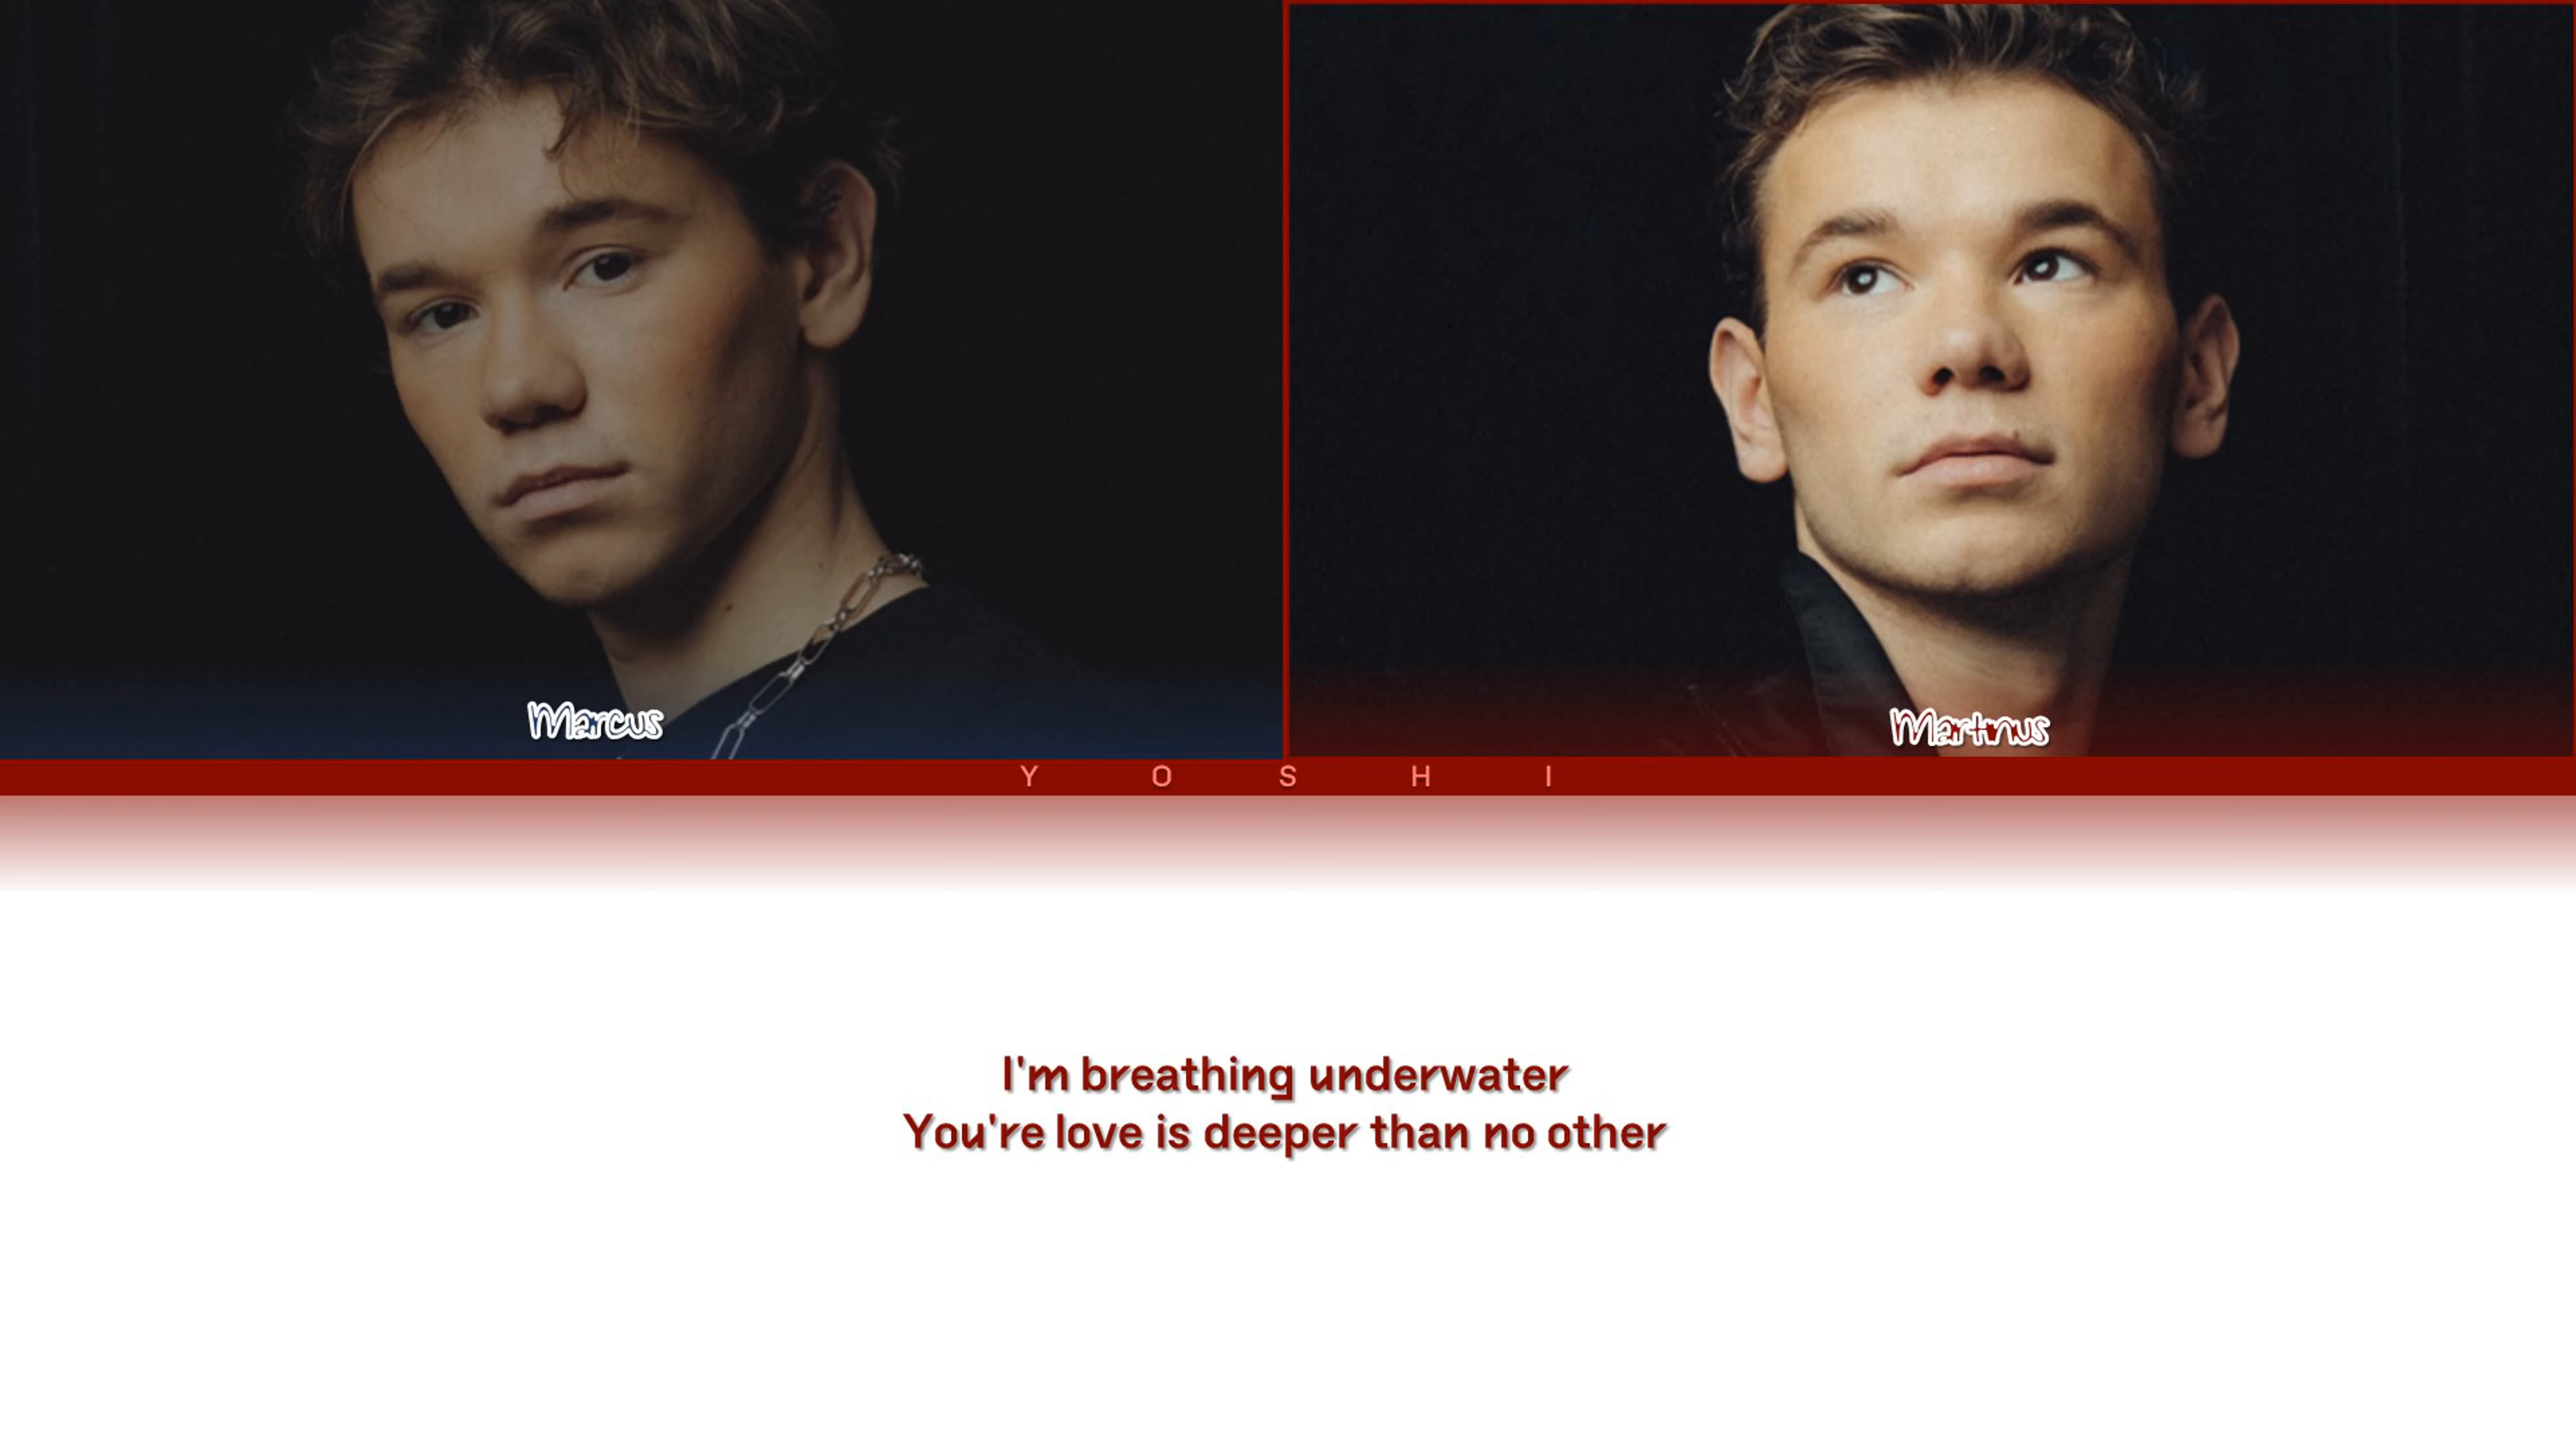 Marcus
Martinus
Y O S H I
I'm breathing underwater
You're love is deeper than no other